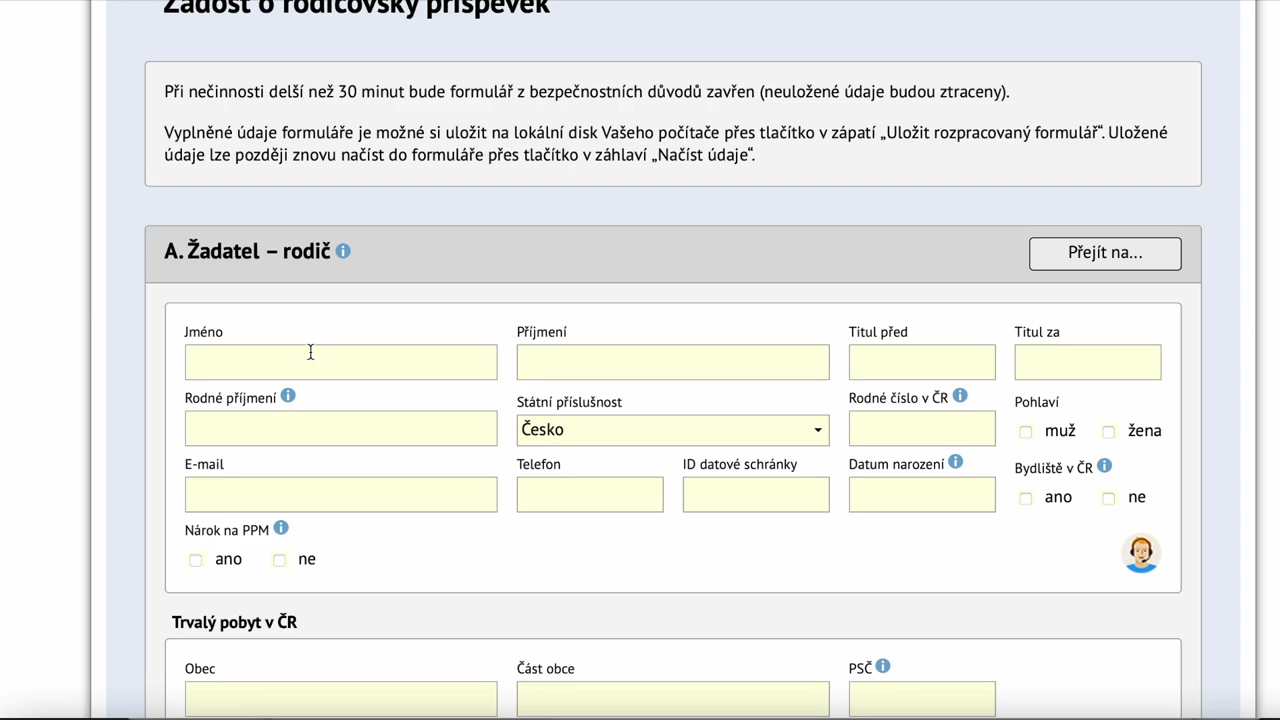 Žádost o rodičovský příspěvek
Při nečinnosti delší než 30 minut bude formulář z bezpečnostních důvodů zavřen (neuložené údaje budou ztraceny).
Vyplněné údaje formuláře je možné si uložit na lokální disk Vašeho počítače přes tlačítko v zápatí „Uložit rozpracovaný formulář“. Uložené
údaje lze později znovu načíst do formuláře přes tlačítko v záhlaví „Načíst údaje“.
A. Žadatel – rodič
Přejít na...
Jméno
Příjmení
Titul před
Titul za
Rodné příjmení
Státní příslušnost
Rodné číslo v ČR
Pohlaví
Česko
muž
žena
E-mail
Telefon
ID datové schránky
Datum narození
Bydliště v ČR
ano
ne
Nárok na PPM
ano
ne
Trvalý pobyt v ČR
Obec
Část obce
PSČ